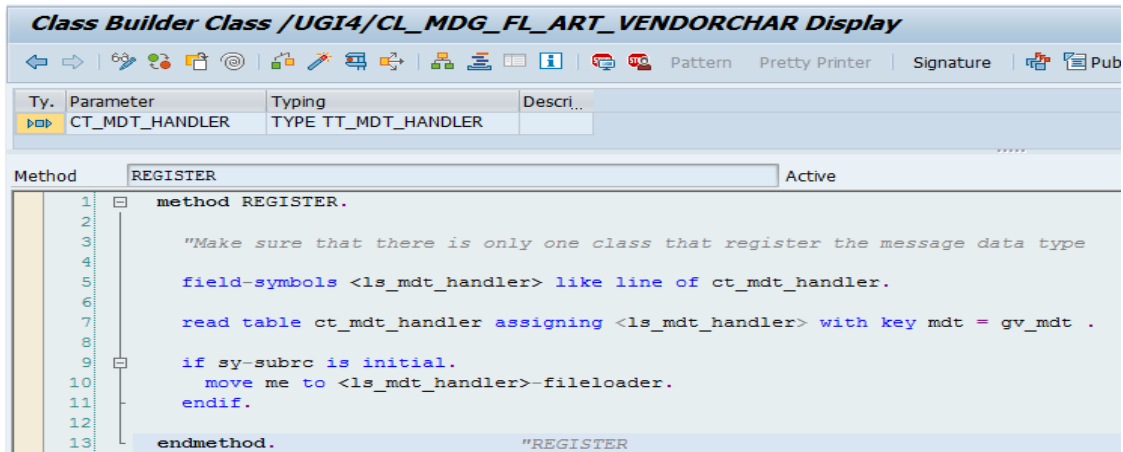 Class Builder Class /UGI4/CL_MDG_FL_ART_VENDORCHAR Display
Pattern Pretty Printer Signature Pub
Ty. Parameter Typing Descri...
CT_MDT_HANDLER TYPE TT_MDT_HANDLER
Method REGISTER Active
1 method REGISTER.
2
3 "Make sure that there is only one class that register the message data type
4
5 field-symbols <ls_mdt_handler> like line of ct_mdt_handler.
6
7 read table ct_mdt_handler assigning <ls_mdt_handler> with key mdt = gv_mdt .
8
9 if sy-subrc is initial.
10 move me to <ls_mdt_handler>-fileloader.
11 endif.
12
13 endmethod. "REGISTER